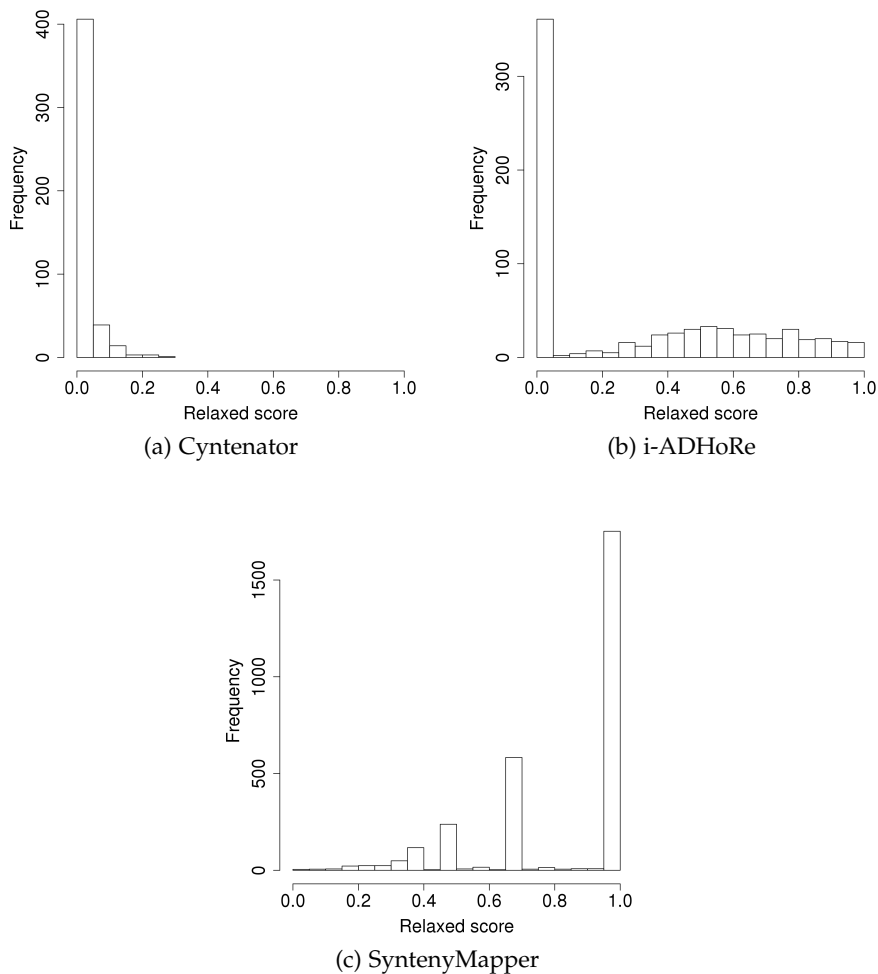 400
300
200
100
0
Frequency
0.0 0.2 0.4 0.6 0.8 1.0
Relaxed score
(a) Cyntenator
300
200
100
0
Frequency
0.0 0.2 0.4 0.6 0.8 1.0
Relaxed score
(b) i-ADHoRe
1500
1000
500
0
Frequency
0.0 0.2 0.4 0.6 0.8 1.0
Relaxed score
(c) SyntenyMapper